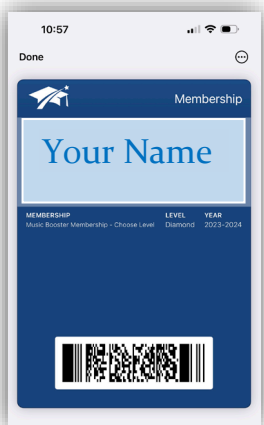 10:57
Done
Membership
Your Name
MEMBERSHIP LEVEL YEAR
Music Booster Membership - Choose Level Diamond 2023-2024